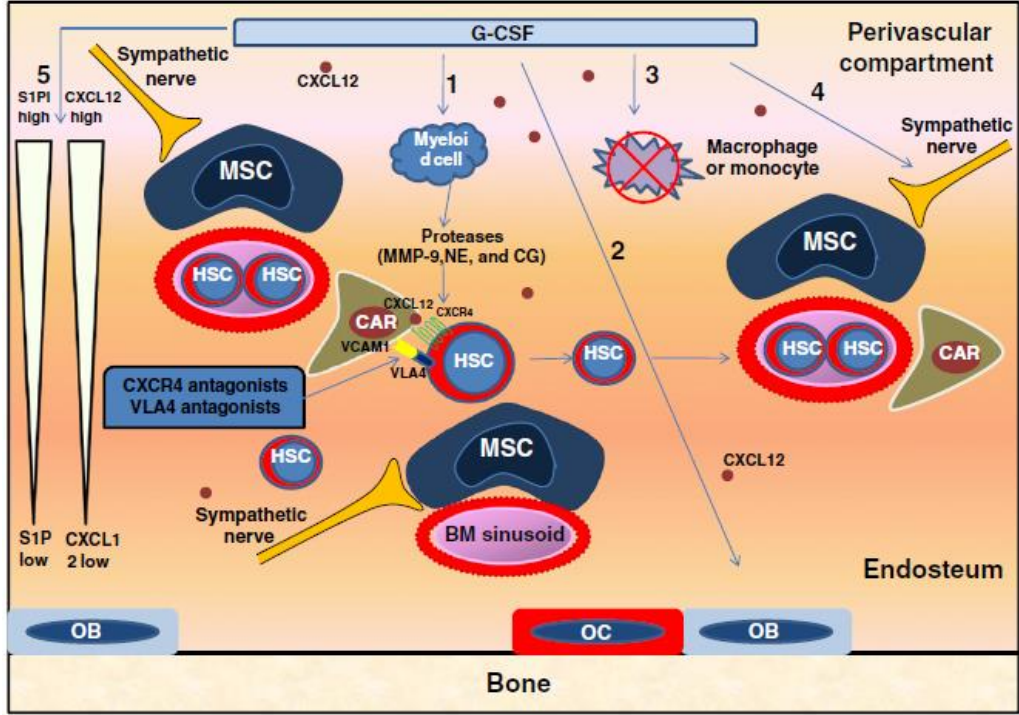 G-CSF
Perivascular
compartment
Sympathetic
nerve
5
S1PI
high
CXCL12
high
CXCL12
1
3
4
Myeloi
d cell
Macrophage
or monocyte
Sympathetic
nerve
MSC
HSC
HSC
Proteases
(MMP-9,NE, and CG)
2
MSC
CXCL12
CXCR4
CAR
VCAM1
VLA4
HSC
HSC
HSC
HSC
CAR
CXCR4 antagonists
VLA4 antagonists
HSC
MSC
CXCL12
Sympathetic
nerve
BM sinusoid
S1P
low
CXCL1
2 low
Endosteum
OB
OC
OB
Bone